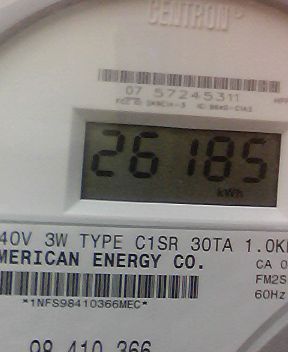 CENTRON
07 57245311
26185
kWh
40V 3W TYPE C1SR 30TA 1.0K
MERICAN ENERGY CO.
CA 0
FM2S
60Hz
*1NFS98410366MEC*
98 410 366